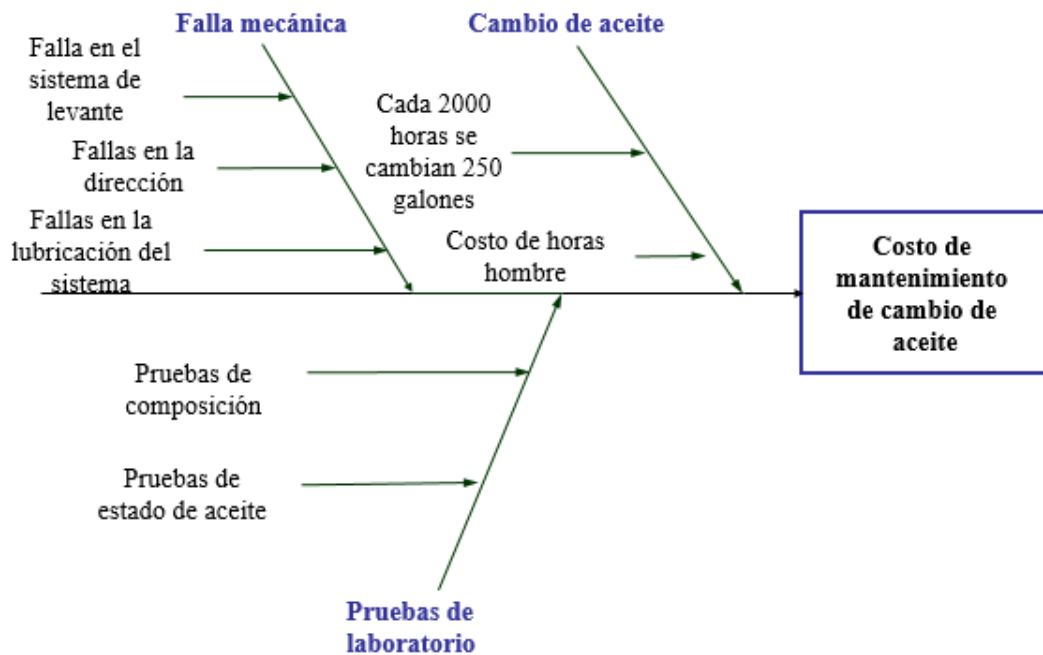 Falla mecánica
Cambio de aceite
Falla en el
sistema de
levante
Fallas en la
dirección
Fallas en la
lubricación del
sistema
Cada 2000
horas se
cambian 250
galones
Costo de horas
hombre
Costo de
mantenimiento
de cambio de
aceite
Pruebas de
composición
Pruebas de
estado de aceite
Pruebas de
laboratorio